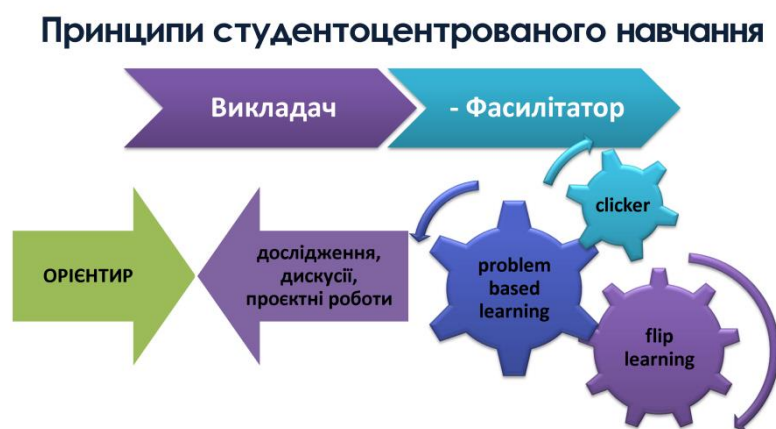 Принципи студентоцентрованого навчання
Викладач
- Фасилітатор
ОРІЄНТИР
дослідження,
дискусії,
проєктні роботи
clicker
problem
based
learning
flip
learning